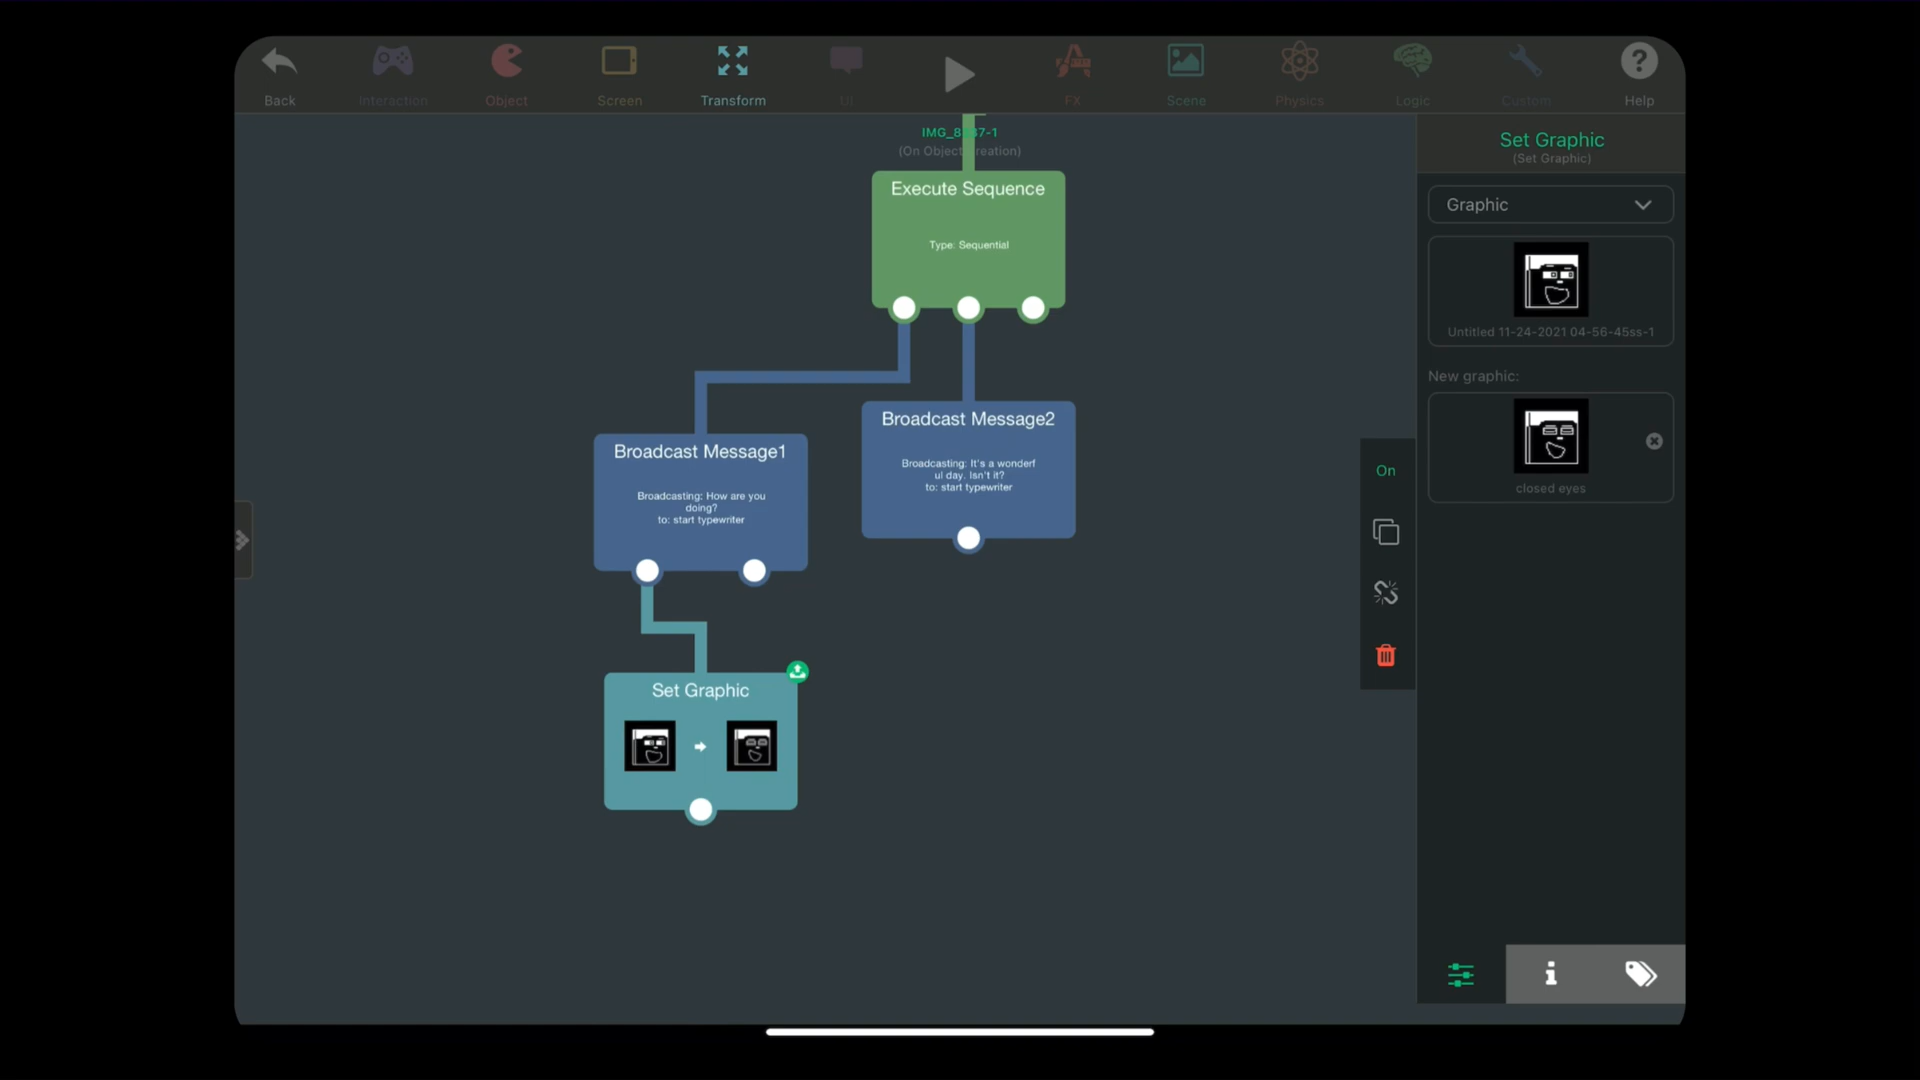 Back
Interaction
Object
Screen
Transform
UI
FX
Scene
Physics
Logic
Custom
Help
(On Object Creation)
Execute Sequence
Type: Sequential
Broadcast Message1
Broadcasting: How are you
doing?
to: start typewriter
Broadcast Message2
Broadcasting: It's a wonderf
ul day. Isn't it?
to: start typewriter
Set Graphic
On
Set Graphic
(Set Graphic)
Graphic
Untitled 11-24-2021 04-56-45ss-1
New graphic:
closed eyes